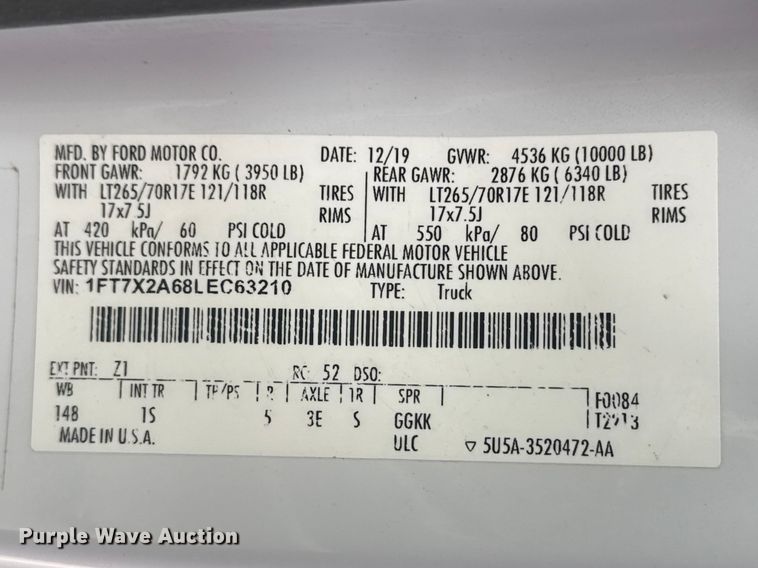 MFD. BY FORD MOTOR CO. DATE: 12/19 GVWR: 4536 KG (10000 LB)
FRONT GAWR: 1792 KG ( 3950 LB) REAR GAWR: 2876 KG ( 6340 LB)
WITH LT265/70R17E 121/118R TIRES WITH LT265/70R17E 121/118R TIRES
17x7.5J RIMS 17x7.5J RIMS
AT 420 kPa/ 60 PSI COLD AT 550 kPa/ 80 PSI COLD
THIS VEHICLE CONFORMS TO ALL APPLICABLE FEDERAL MOTOR VEHICLE
SAFETY STANDARDS IN EFFECT ON THE DATE OF MANUFACTURE SHOWN ABOVE.
VIN: 1FT7X2A68LEC63210 TYPE: Truck
EXT PNT: Z1 RC: 52 DSO:
WB INT TR TP/PS R AXLE TR SPR F0084
148 1S 5 3E S GGKK
MADE IN U.S.A. ULC 5U5A-3520472-AA
Purple Wave Auction